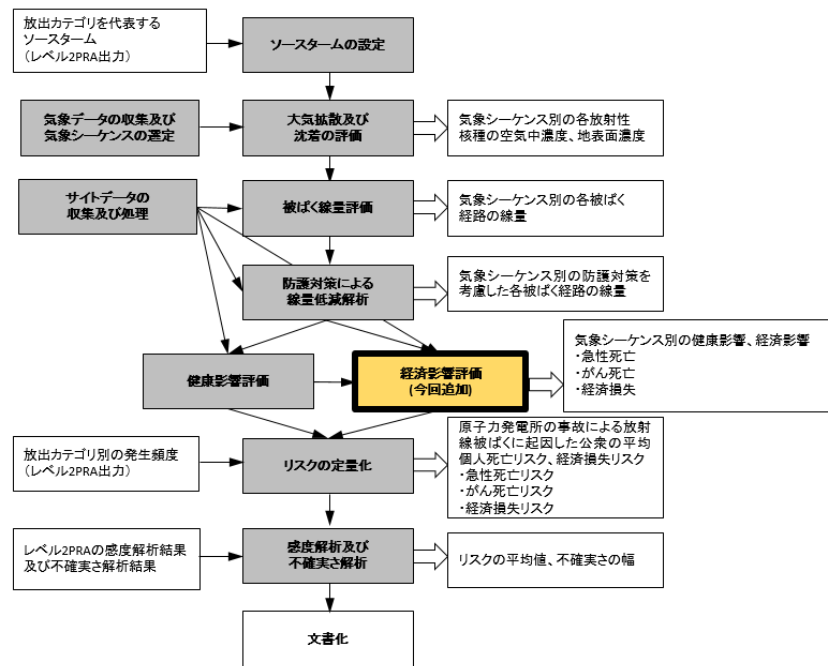 放出カテゴリを代表する
ソースターム
（レベル2PRA出力）
ソースタームの設定
気象データの収集及び
気象シーケンスの選定
大気拡散及び
沈着の評価
気象シーケンス別の各放射性
核種の空気中濃度、地表面濃度
サイトデータの
収集及び処理
被ばく線量評価
気象シーケンス別の各被ばく
経路の線量
防護対策による
線量低減解析
気象シーケンス別の防護対策を
考慮した各被ばく経路の線量
健康影響評価
経済影響評価
(今回追加)
気象シーケンス別の健康影響、経済影響
・急性死亡
・がん死亡
・経済損失
放出カテゴリ別の発生頻度
（レベル2PRA出力）
リスクの定量化
原子力発電所の事故による放射
線被ばくに起因した公衆の平均
個人死亡リスク、経済損失リスク
・急性死亡リスク
・がん死亡リスク
・経済損失リスク
レベル2PRAの感度解析結果
及び不確実さ解析結果
感度解析及び
不確実さ解析
リスクの平均値、不確実さの幅
文書化